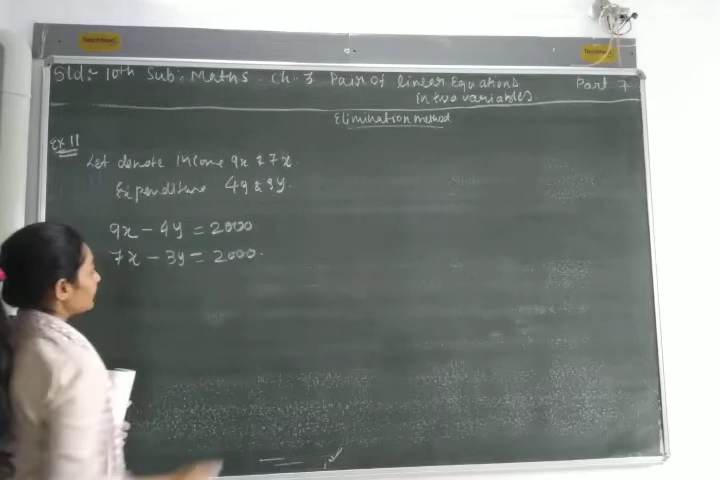 Std:- 10th Sub: Maths. Ch. 3 Pair of linear Equations
in two variables
Part 7
Elimination method
Ex 11
Let denote income 9x & 7x.
Expenditure 4y & 3y.
9x - 4y = 2000
7x - 3y = 2000.